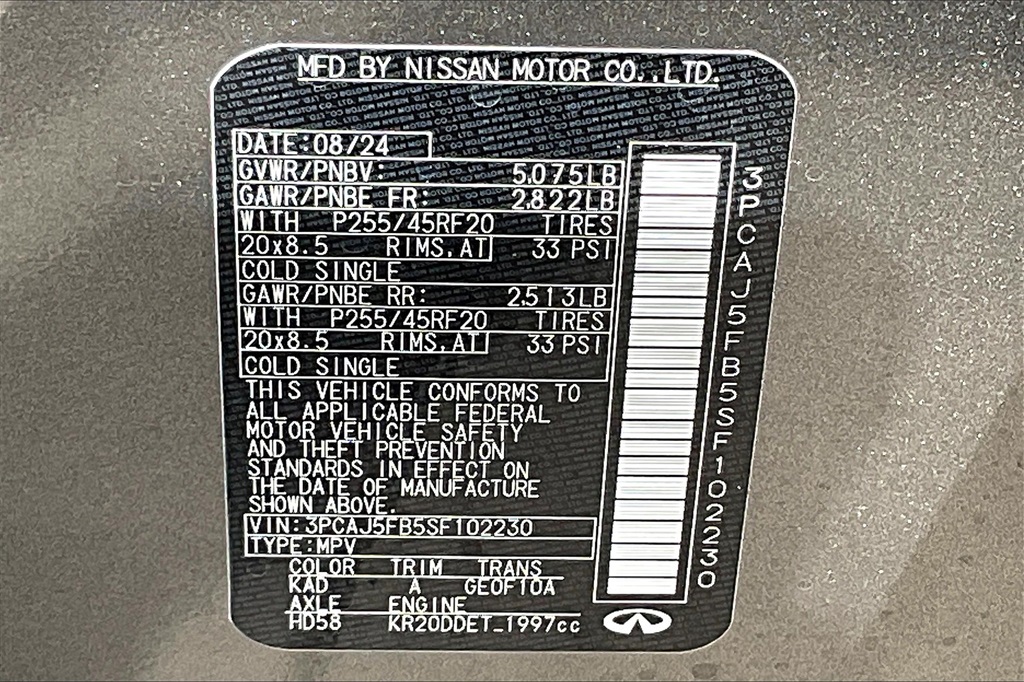 MFD BY NISSAN MOTOR CO.,LTD.
DATE:08/24
GVWR/PNBV: 5,075LB
GAWR/PNBE FR: 2,822LB
WITH P255/45RF20 TIRES
20x8.5 RIMS.AT 33 PSI
COLD SINGLE
GAWR/PNBE RR: 2,513LB
WITH P255/45RF20 TIRES
20x8.5 RIMS.AT 33 PSI
COLD SINGLE
THIS VEHICLE CONFORMS TO
ALL APPLICABLE FEDERAL
MOTOR VEHICLE SAFETY
AND THEFT PREVENTION
STANDARDS IN EFFECT ON
THE DATE OF MANUFACTURE
SHOWN ABOVE.
VIN:3PCAJ5FB5SF102230
TYPE:MPV
COLOR TRIM TRANS
KAD A GE0F10A
AXLE ENGINE
HD58 KR20DDET_1997cc
3PCAJ5FB5SF102230